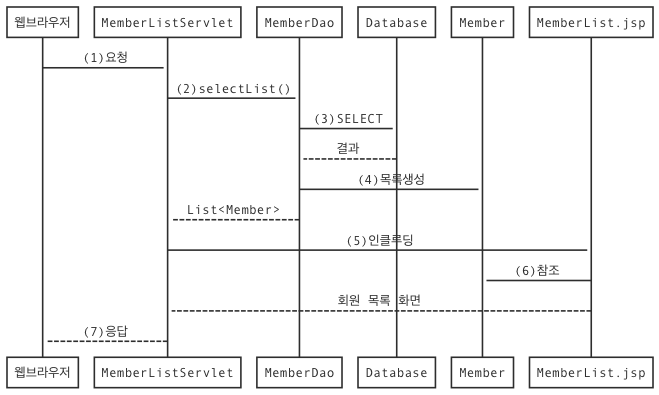 웹브라우저 MemberListServlet MemberDao Database Member MemberList.jsp
(1)요청
(2)selectList()
(3)SELECT
결과
(4)목록생성
List<Member>
(5)인클루딩
(6)참조
회원 목록 화면
(7)응답
웹브라우저 MemberListServlet MemberDao Database Member MemberList.jsp